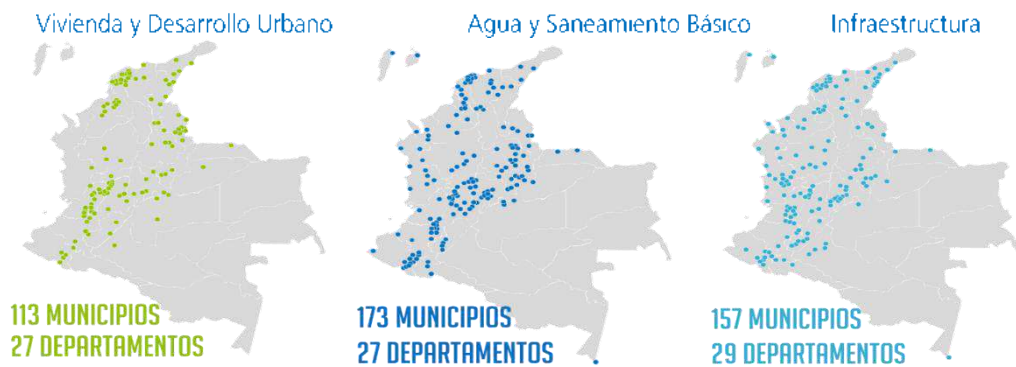 Vivienda y Desarrollo Urbano
113 MUNICIPIOS
27 DEPARTAMENTOS
Agua y Saneamiento Básico
173 MUNICIPIOS
27 DEPARTAMENTOS
Infraestructura
157 MUNICIPIOS
29 DEPARTAMENTOS